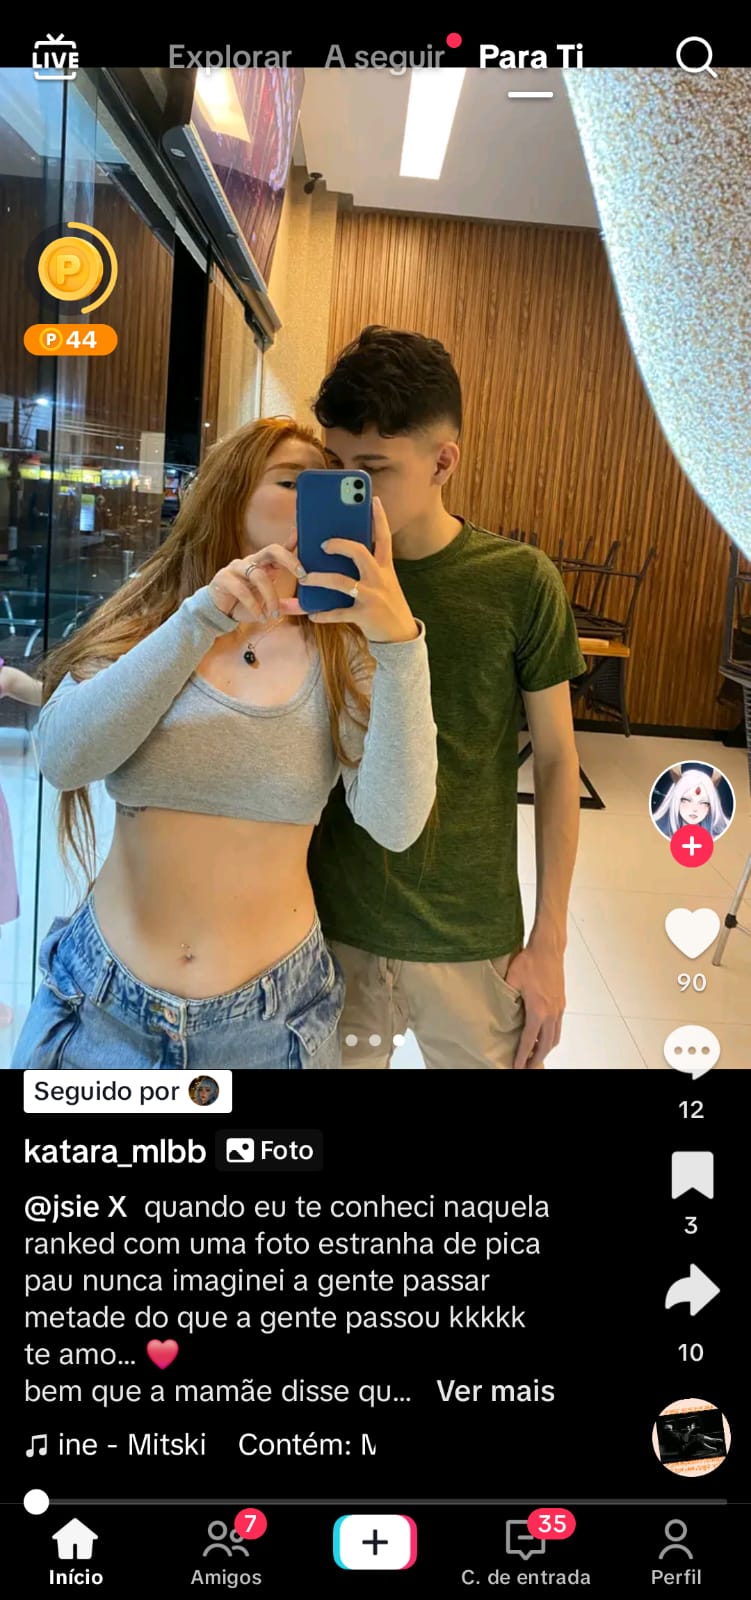 LIVE
Explorar A seguir Para Ti
P
P 44
90
12
3
10
Seguido por
katara_mlbb Foto
@jsie X quando eu te conheci naquela
ranked com uma foto estranha de pica
pau nunca imaginei a gente passar
metade do que a gente passou kkkkk
te amo... ❤️
bem que a mamãe disse qu... Ver mais
ine - Mitski Contém: M
7
35
Início Amigos C. de entrada Perfil